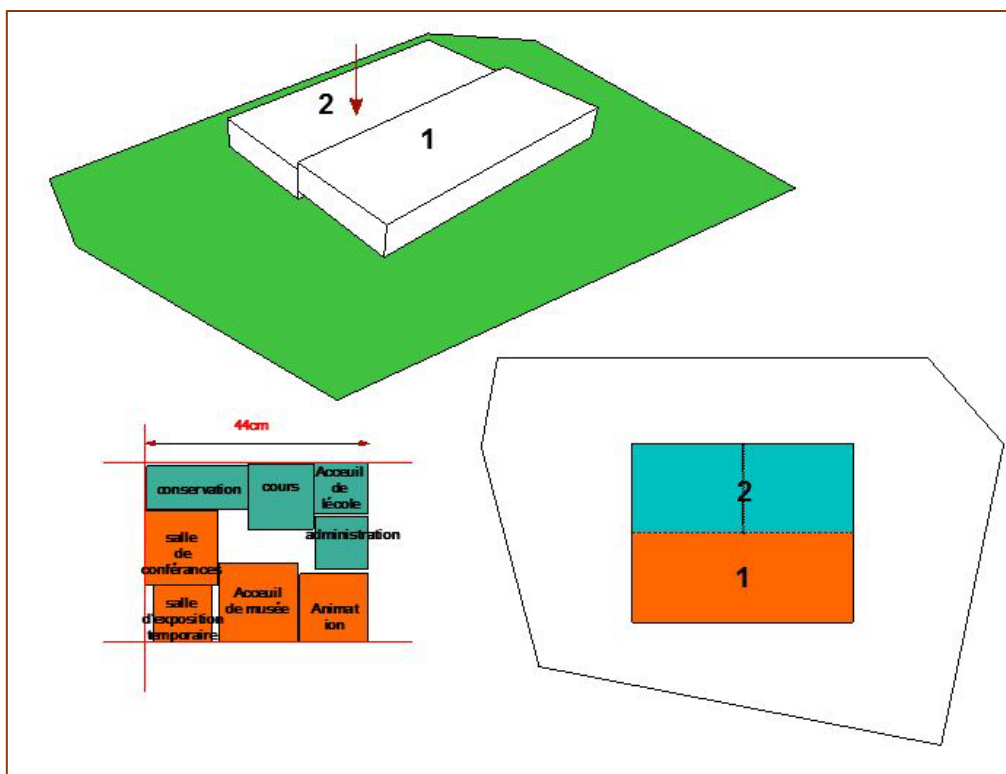 2
1
44cm
conservation
cours
Acceuil
de
lécole
administration
salle
de
conférances
salle
d'exposition
temporaire
Acceuil
de musée
Animat
ion
2
1